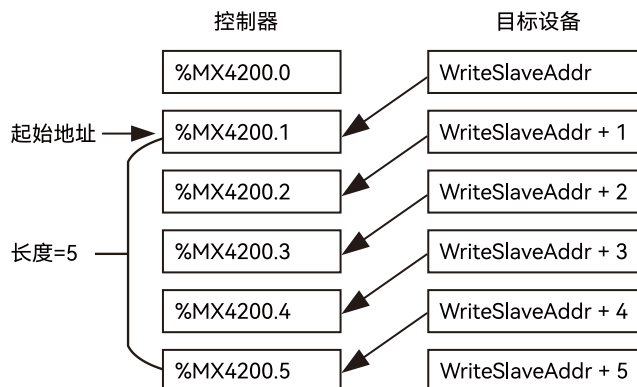 控制器 目标设备
%MX4200.0 WriteSlaveAddr
起始地址 %MX4200.1 WriteSlaveAddr + 1
%MX4200.2 WriteSlaveAddr + 2
长度=5 %MX4200.3 WriteSlaveAddr + 3
%MX4200.4 WriteSlaveAddr + 4
%MX4200.5 WriteSlaveAddr + 5